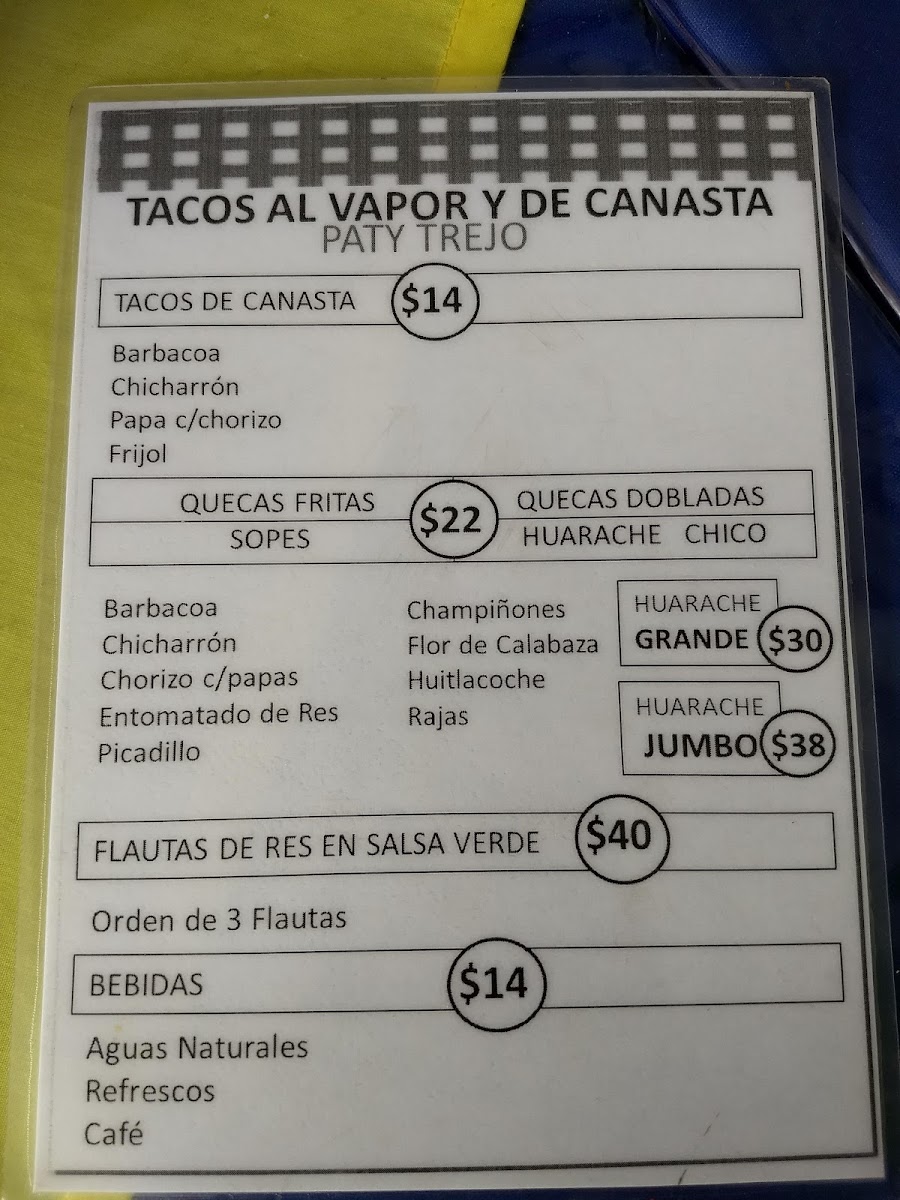 TACOS AL VAPOR Y DE CANASTA
PATY TREJO
TACOS DE CANASTA $14
Barbacoa
Chicharrón
Papa c/chorizo
Frijol
QUECAS FRITAS QUECAS DOBLADAS
$22
SOPES HUARACHE CHICO
Barbacoa
Chicharrón
Chorizo c/papas
Entomatado de Res
Picadillo
Champiñones
Flor de Calabaza
Huitlacoche
Rajas
HUARACHE
GRANDE $30
HUARACHE
JUMBO $38
FLAUTAS DE RES EN SALSA VERDE $40
Orden de 3 Flautas
BEBIDAS $14
Aguas Naturales
Refrescos
Café